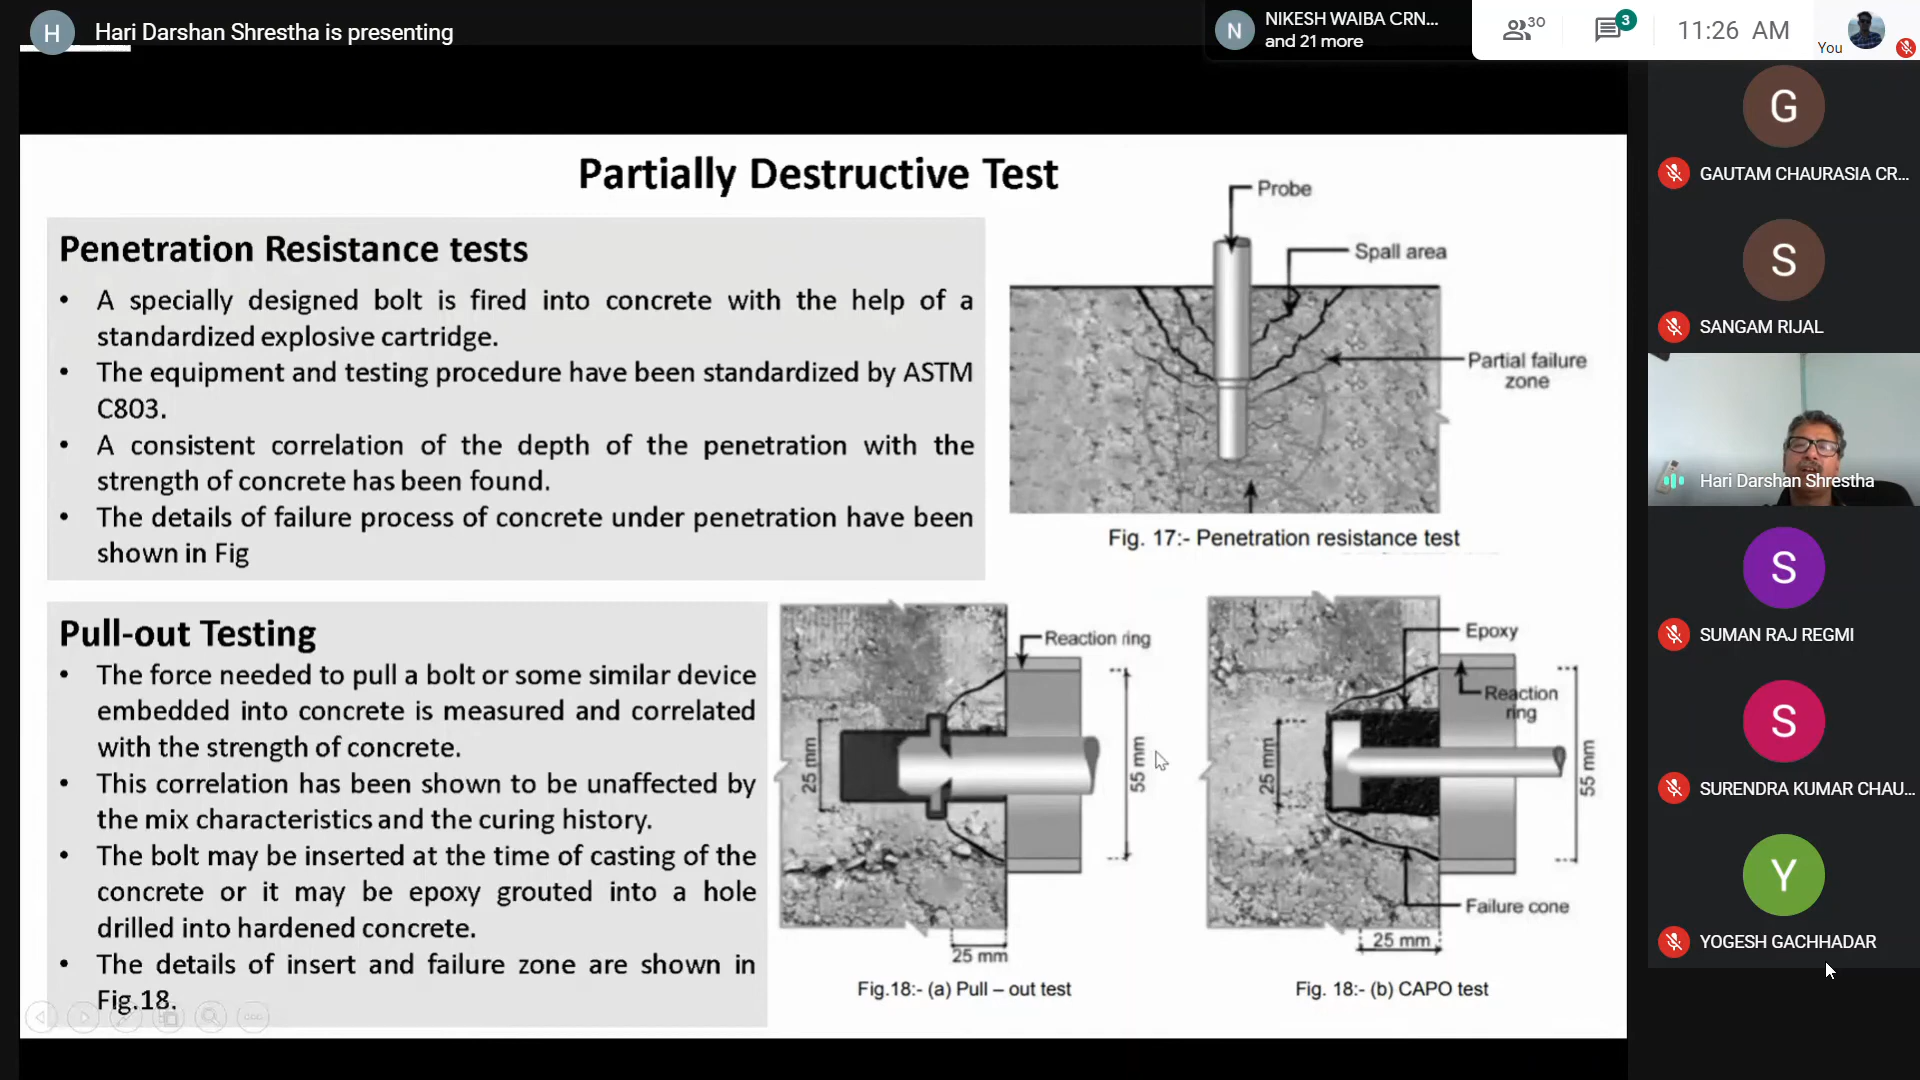 H
Hari Darshan Shrestha is presenting
N
NIKESH WAIBA CRN...
and 21 more
30
3
11:26 AM
You
Partially Destructive Test
Penetration Resistance tests
• A specially designed bolt is fired into concrete with the help of a
standardized explosive cartridge.
• The equipment and testing procedure have been standardized by ASTM
C803.
• A consistent correlation of the depth of the penetration with the
strength of concrete has been found.
• The details of failure process of concrete under penetration have been
shown in Fig
Probe
Spall area
Partial failure
zone
Fig. 17:- Penetration resistance test
Pull-out Testing
• The force needed to pull a bolt or some similar device
embedded into concrete is measured and correlated
with the strength of concrete.
• This correlation has been shown to be unaffected by
the mix characteristics and the curing history.
• The bolt may be inserted at the time of casting of the
concrete or it may be epoxy grouted into a hole
drilled into hardened concrete.
• The details of insert and failure zone are shown in
Fig.18.
Reaction ring
25 mm
55 mm
25 mm
Fig.18:- (a) Pull – out test
Epoxy
Reaction
ring
25 mm
55 mm
Failure cone
25 mm
Fig. 18:- (b) CAPO test
G
GAUTAM CHAURASIA CR...
S
SANGAM RIJAL
Hari Darshan Shrestha
S
SUMAN RAJ REGMI
S
SURENDRA KUMAR CHAU...
Y
YOGESH GACHHADAR